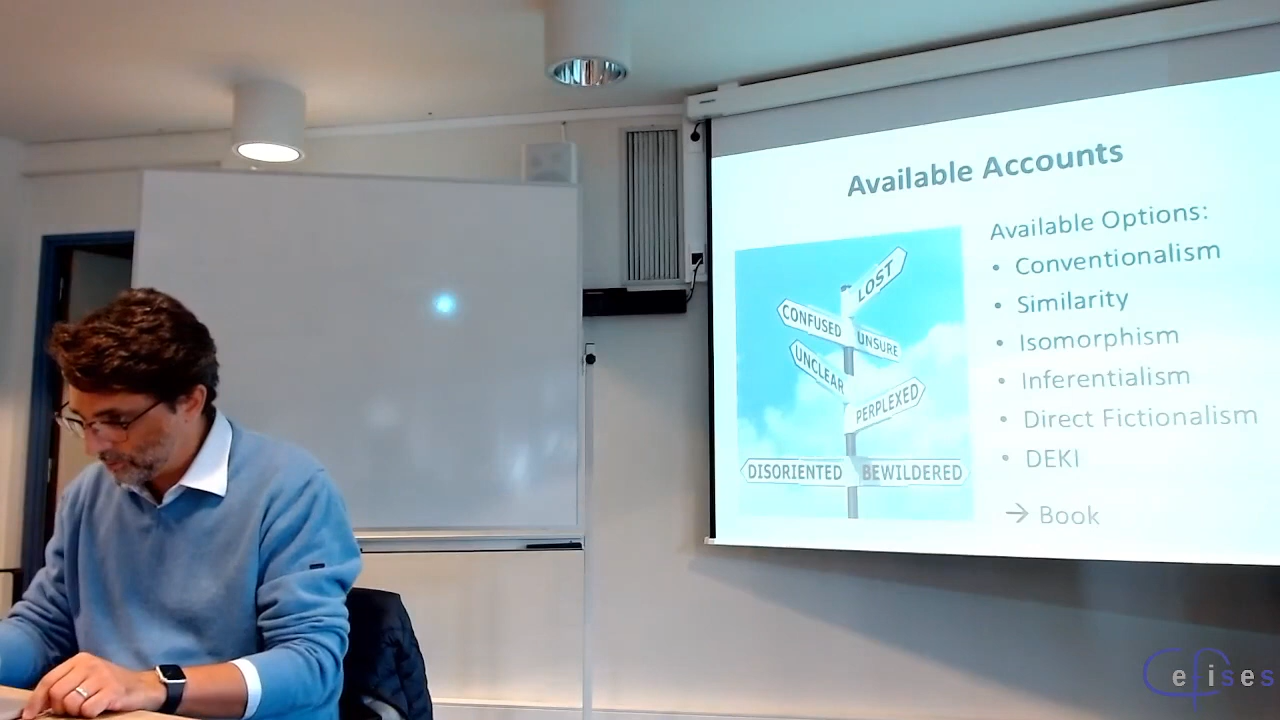 Available Accounts
Available Options:
• Conventionalism
• Similarity
• Isomorphism
• Inferentialism
• Direct Fictionalism
• DEKI
→ Book
LOST
CONFUSED
UNSURE
UNCLEAR
PERPLEXED
DISORIENTED
BEWILDERED
Cefises